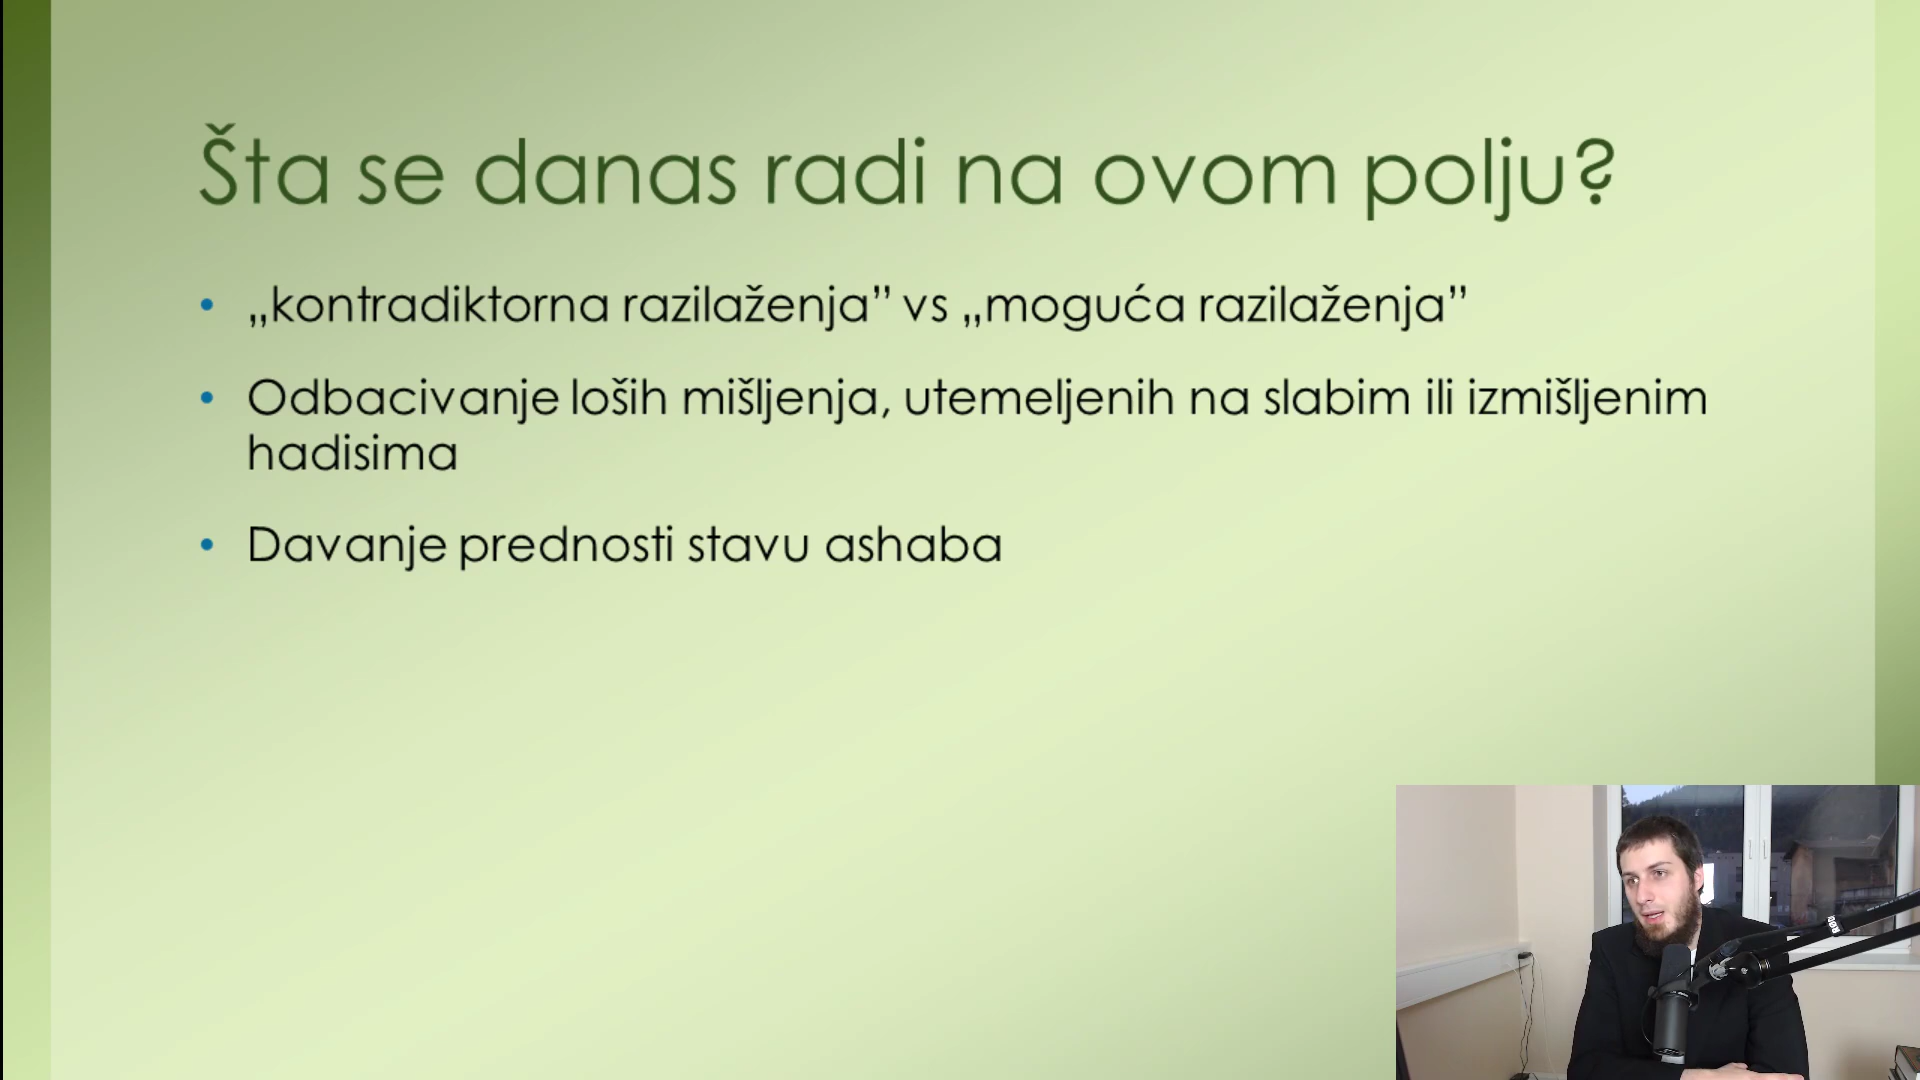 Šta se danas radi na ovom polju?
• „kontradiktorna razilaženja” vs „moguća razilaženja”
• Odbacivanje loših mišljenja, utemeljenih na slabim ili izmišljenim
hadisima
• Davanje prednosti stavu ashaba
RØDE